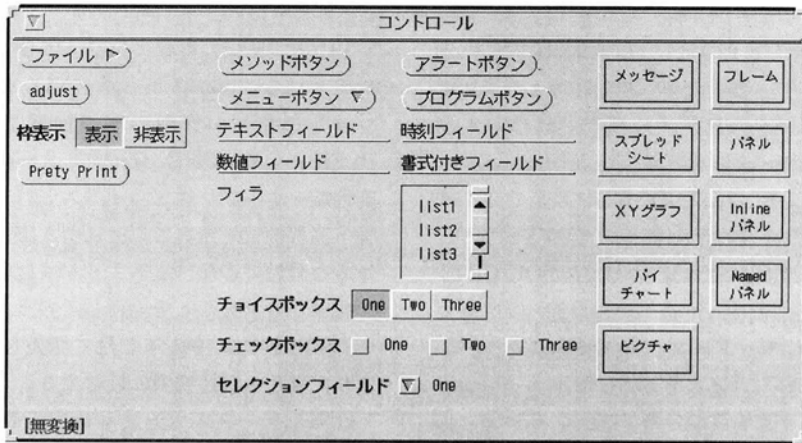 コントロール
ファイル
adjust
枠表示 表示 非表示
Prety Print
メソッドボタン アラートボタン
メニューボタン プログラムボタン
テキストフィールド 時刻フィールド
数値フィールド 書式付きフィールド
フィラ
list1
list2
list3
チョイスボックス One Two Three
チェックボックス One Two Three
セレクションフィールド One
メッセージ
フレーム
スプレッド
シート
パネル
XYグラフ
Inline
パネル
パイ
チャート
Named
パネル
ピクチャ
[無変換]